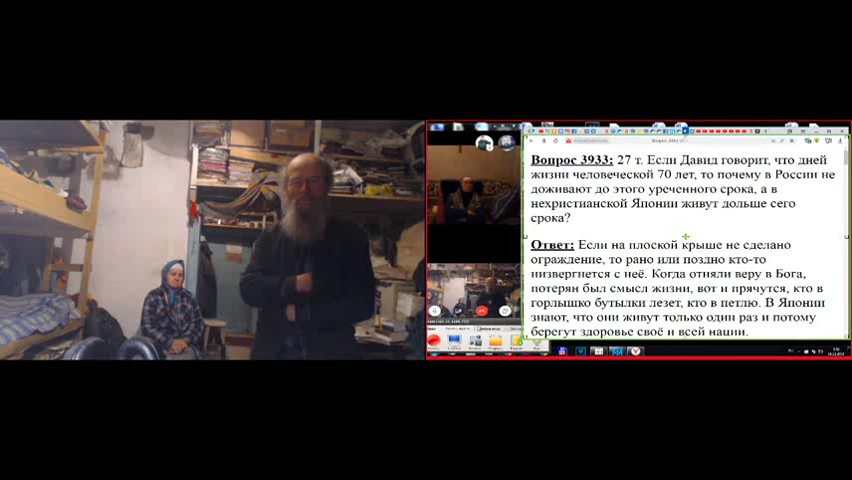 Вопрос 3933: 27 т. Если Давид говорит, что дней
жизни человеческой 70 лет, то почему в России не
доживают до этого уреченного срока, а в
нехристианской Японии живут дольше сего
срока?
Ответ: Если на плоской крыше не сделано
ограждение, то рано или поздно кто-то
низвергнется с неё. Когда отняли веру в Бога,
потерян был смысл жизни, вот и прячутся, кто в
горлышко бутылки лезет, кто в петлю. В Японии
знают, что они живут только один раз и потому
берегут здоровье своё и всей нации.